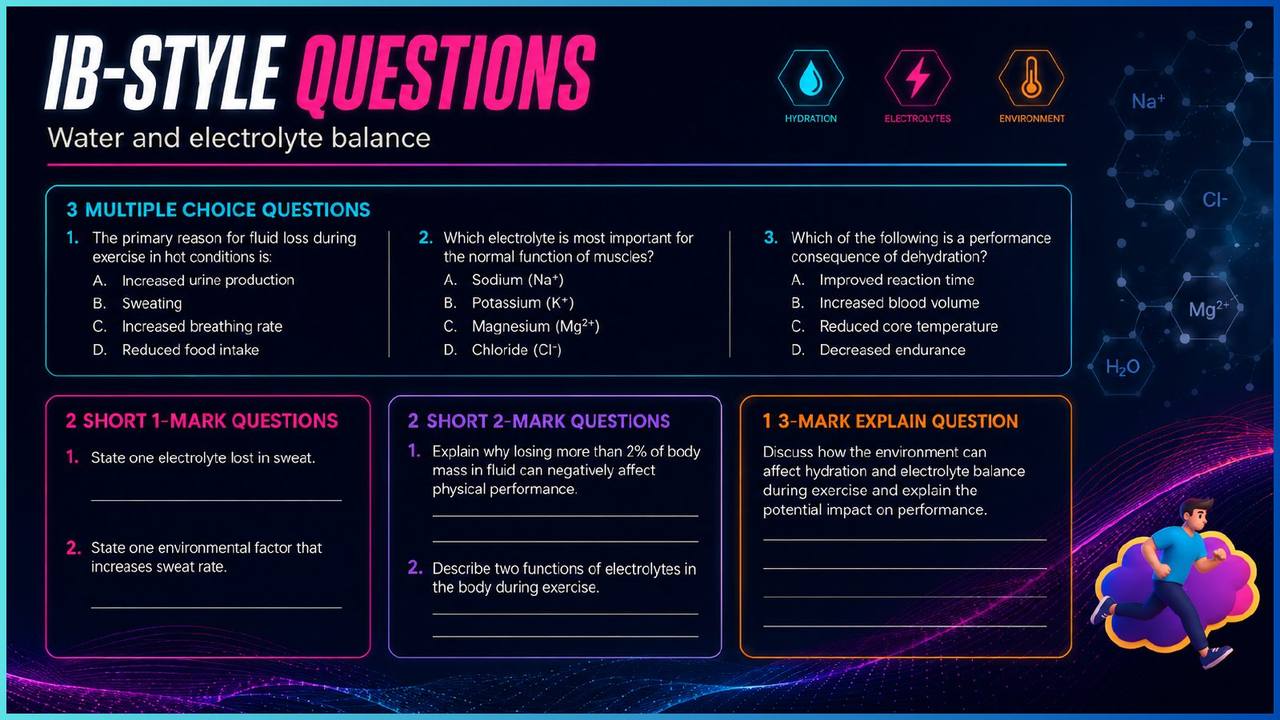 IB-STYLE QUESTIONS
Water and electrolyte balance
HYDRATION
ELECTROLYTES
ENVIRONMENT
Na⁺
Cl-
Mg²⁺
H₂O
3 MULTIPLE CHOICE QUESTIONS
1. The primary reason for fluid loss during
exercise in hot conditions is:
A. Increased urine production
B. Sweating
C. Increased breathing rate
D. Reduced food intake
2. Which electrolyte is most important for
the normal function of muscles?
A. Sodium (Na⁺)
B. Potassium (K⁺)
C. Magnesium (Mg²⁺)
D. Chloride (Cl⁻)
3. Which of the following is a performance
consequence of dehydration?
A. Improved reaction time
B. Increased blood volume
C. Reduced core temperature
D. Decreased endurance
2 SHORT 1-MARK QUESTIONS
1. State one electrolyte lost in sweat.
2. State one environmental factor that
increases sweat rate.
2 SHORT 2-MARK QUESTIONS
1. Explain why losing more than 2% of body
mass in fluid can negatively affect
physical performance.
2. Describe two functions of electrolytes in
the body during exercise.
1 3-MARK EXPLAIN QUESTION
Discuss how the environment can
affect hydration and electrolyte balance
during exercise and explain the
potential impact on performance.